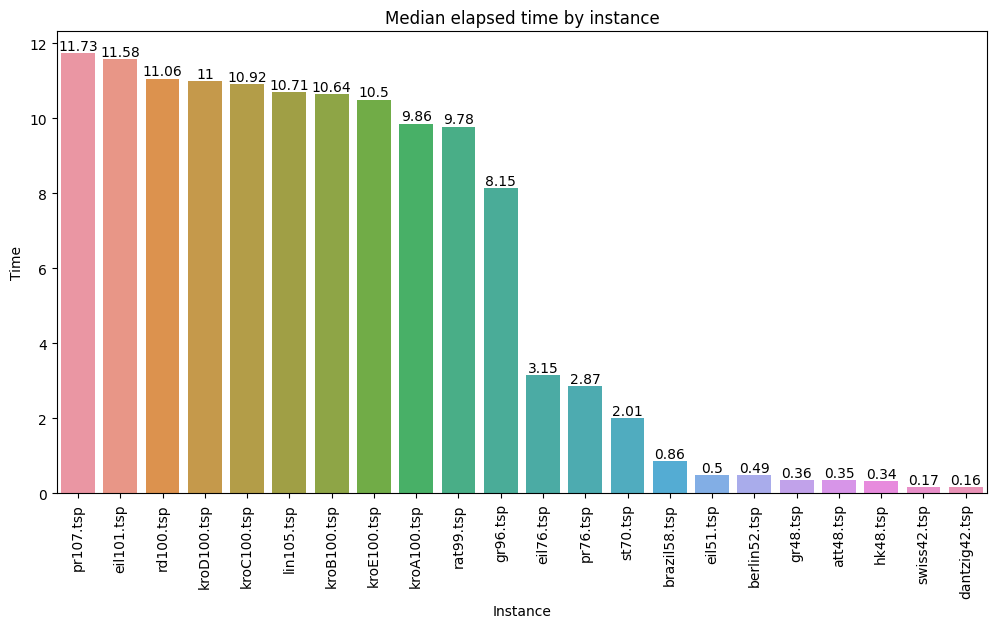 Median elapsed time by instance
12
10
8
6
4
2
0
Time
11.73
11.58
11.06
11
10.92
10.71
10.64
10.5
9.86
9.78
8.15
3.15
2.87
2.01
0.86
0.5
0.49
0.36
0.35
0.34
0.17
0.16
pr107.tsp
eil101.tsp
rd100.tsp
kroD100.tsp
kroC100.tsp
lin105.tsp
kroB100.tsp
kroE100.tsp
kroA100.tsp
rat99.tsp
gr96.tsp
eil76.tsp
pr76.tsp
st70.tsp
brazil58.tsp
eil51.tsp
berlin52.tsp
gr48.tsp
att48.tsp
hk48.tsp
swiss42.tsp
dantzig42.tsp
Instance